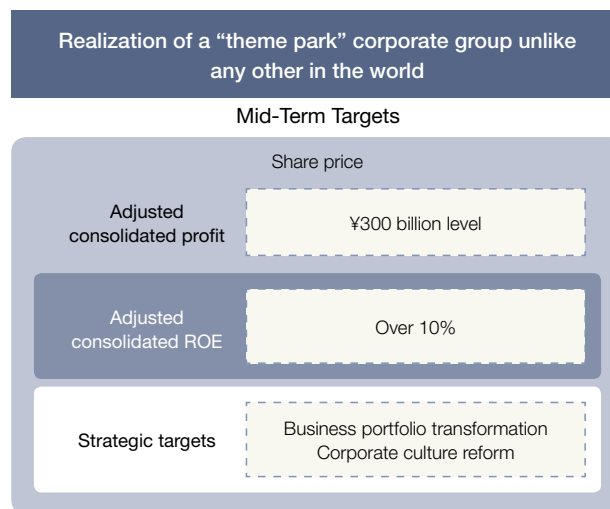 Realization of a “theme park” corporate group unlike
any other in the world
Mid-Term Targets
Share price
Adjusted
consolidated profit
¥300 billion level
Adjusted
consolidated ROE
Over 10%
Strategic targets
Business portfolio transformation
Corporate culture reform